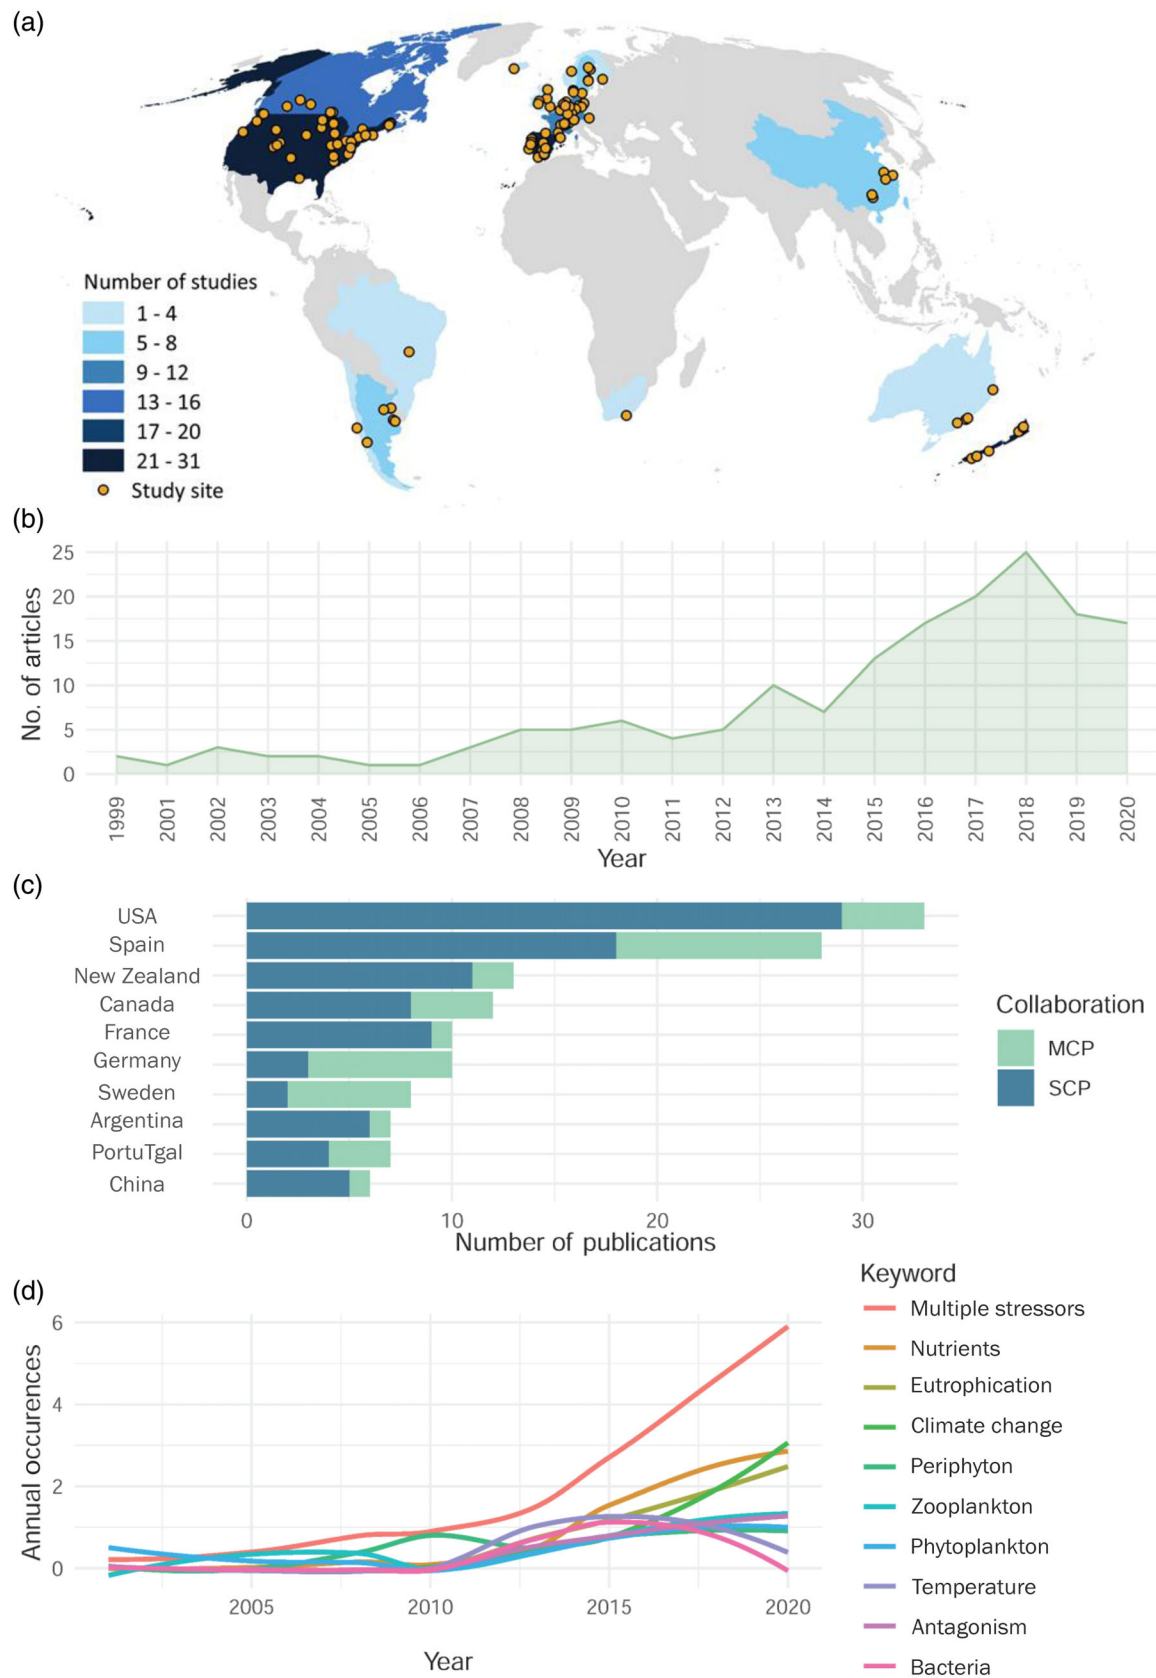 (a)
Number of studies
1 - 4
5 - 8
9 - 12
13 - 16
17 - 20
21 - 31
Study site
(b)
No. of articles
25
20
15
10
5
0
1999 2001 2002 2003 2004 2005 2006 2007 2008 2009 2010 2011 2012 2013 2014 2015 2016 2017 2018 2019 2020
Year
(c)
USA
Spain
New Zealand
Canada
France
Germany
Sweden
Argentina
PortuTgal
China
0 10 20 30
Number of publications
Collaboration
MCP
SCP
(d)
Annual occurences
6
4
2
0
2005 2010 2015 2020
Year
Keyword
Multiple stressors
Nutrients
Eutrophication
Climate change
Periphyton
Zooplankton
Phytoplankton
Temperature
Antagonism
Bacteria